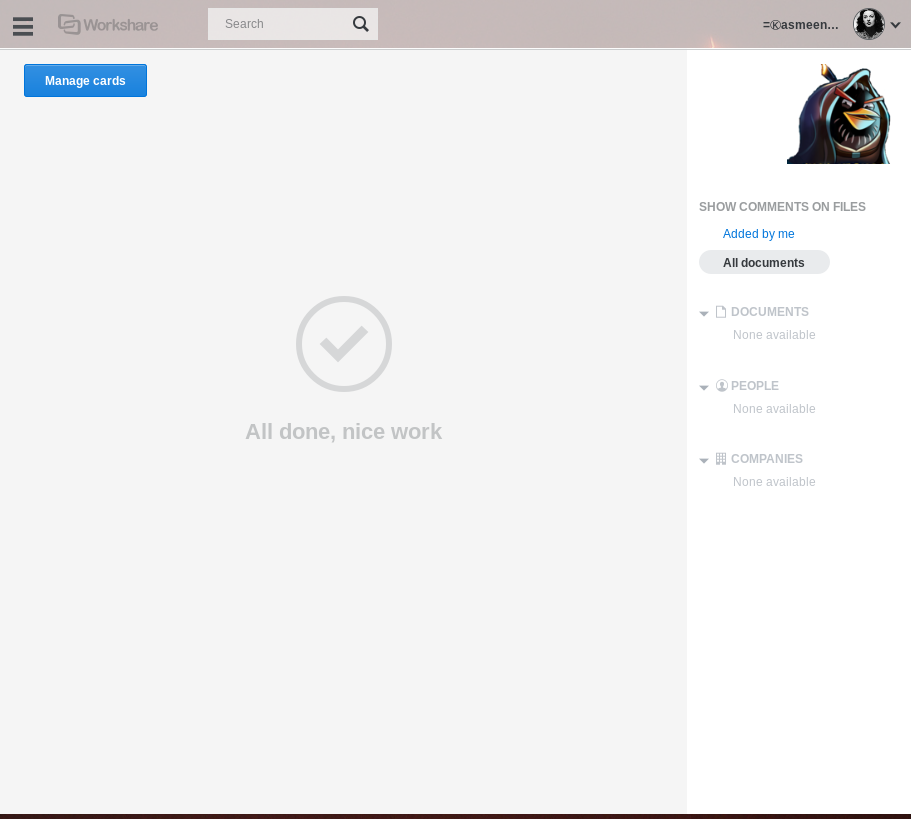 Workshare
Search
=Ⓚasmeen...
Manage cards
SHOW COMMENTS ON FILES
Added by me
All documents
DOCUMENTS
None available
PEOPLE
None available
COMPANIES
None available
All done, nice work